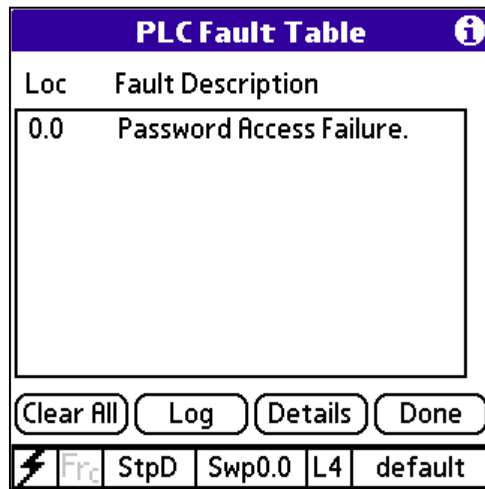 PLC Fault Table
Loc Fault Description
0.0 Password Access Failure.
Clear All Log Details Done
Frc StpD Swp0.0 L4 default